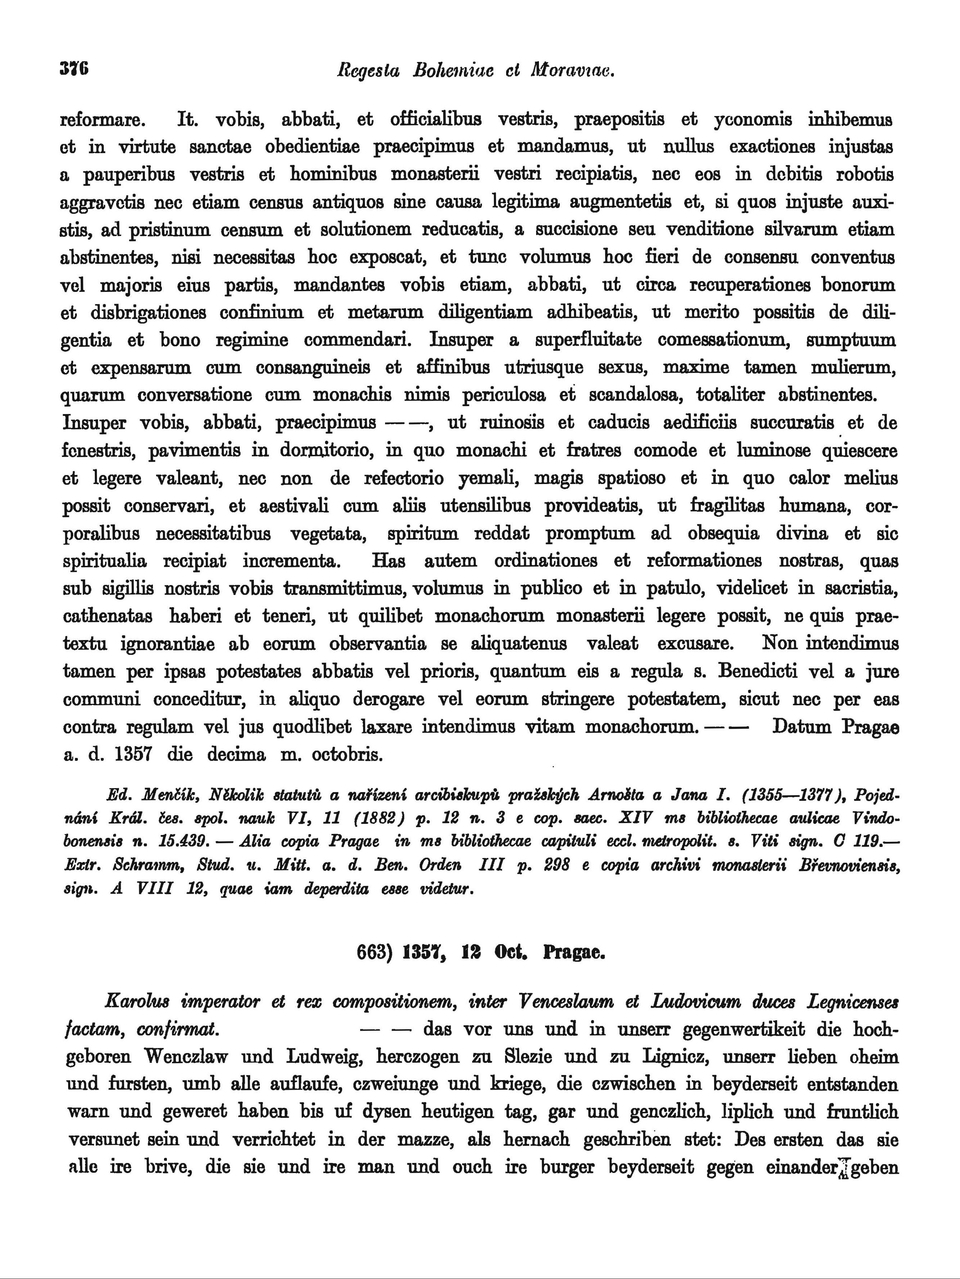 376 Regesta Bohemiae et Moraviae.
reformare. It. vobis, abbati, et officialibus vestris, praepositis et yconomis inhibemus
et in virtute sanctae obedientiae praecipimus et mandamus, ut nullus exactiones injustas
a pauperibus vestris et hominibus monasterii vestri recipiatis, nec eos in debitis robotis
aggravetis nec etiam census antiquos sine causa legitima augmentetis et, si quos injuste auxi-
stis, ad pristinum censum et solutionem reducatis, a succisione seu venditione silvarum etiam
abstinentes, nisi necessitas hoc exposcat, et tunc volumus hoc fieri de consensu conventus
vel majoris eius partis, mandantes vobis etiam, abbati, ut circa recuperationes bonorum
et disbrigationes confinium et metarum diligentiam adhibeatis, ut merito possitis de dili-
gentia et bono regimine commendari. Insuper a superfluitate comessationum, sumptuum
et expensarum cum consanguineis et affinibus utriusque sexus, maxime tamen mulierum,
quarum conversatione cum monachis nimis periculosa et scandalosa, totaliter abstinentes.
Insuper vobis, abbati, praecipimus — —, ut ruinosis et caducis aedificiis succuratis et de
fenestris, pavimentis in dormitorio, in quo monachi et fratres comode et luminose quiescere
et legere valeant, nec non de refectorio yemali, magis spatioso et in quo calor melius
possit conservari, et aestivali cum aliis utensilibus provideatis, ut fragilitas humana, cor-
poralibus necessitatibus vegetata, spiritum reddat promptum ad obsequia divina et sic
spiritualia recipiat incrementa. Has autem ordinationes et reformationes nostras, quas
sub sigillis nostris vobis transmittimus, volumus in publico et in patulo, videlicet in sacristia,
cathenatas haberi et teneri, ut quilibet monachorum monasterii legere possit, ne quis prae-
textu ignorantiae ab eorum observantia se aliquatenus valeat excusare. Non intendimus
tamen per ipsas potestates abbatis vel prioris, quantum eis a regula s. Benedicti vel a jure
communi conceditur, in aliquo derogare vel eorum stringere potestatem, sicut nec per eas
contra regulam vel jus quodlibet laxare intendimus vitam monachorum. — — Datum Pragae
a. d. 1357 die decima m. octobris.
Ed. Menčík, Několik statutů a nařízení arcibiskupů pražských Arnošta a Jana I. (1355—1377), Pojed-
nání Král. čes. spol. nauk VI, 11 (1882) p. 12 n. 3 e cop. saec. XIV ms bibliothecae aulicae Vindo-
bonensis n. 15.439. — Alia copia Pragae in ms bibliothecae capituli eccl. metropolit. s. Viti sign. C 119.—
Extr. Schramm, Stud. u. Mitt. a. d. Ben. Orden III p. 298 e copia archivi monasterii Břevnoviensis,
sign. A VIII 12, quae iam deperdita esse videtur.
663) 1357, 12 Oct. Pragae.
Karolus imperator et rex compositionem, inter Venceslaum et Ludovicum duces Legnicenses
factam, confirmat. — — das vor uns und in unserr gegenwertikeit die hoch-
geboren Wenczlaw und Ludweig, herczogen zu Slezie und zu Lignicz, unserr lieben oheim
und fursten, umb alle auflaufe, czweiunge und kriege, die czwischen in beyderseit entstanden
warn und geweret haben bis uf dysen heutigen tag, gar und genczlich, liplich und fruntlich
versunet sein und verrichtet in der mazze, als hernach geschriben stet: Des ersten das sie
alle ire brive, die sie und ire man und ouch ire burger beyderseit gegen einander geben